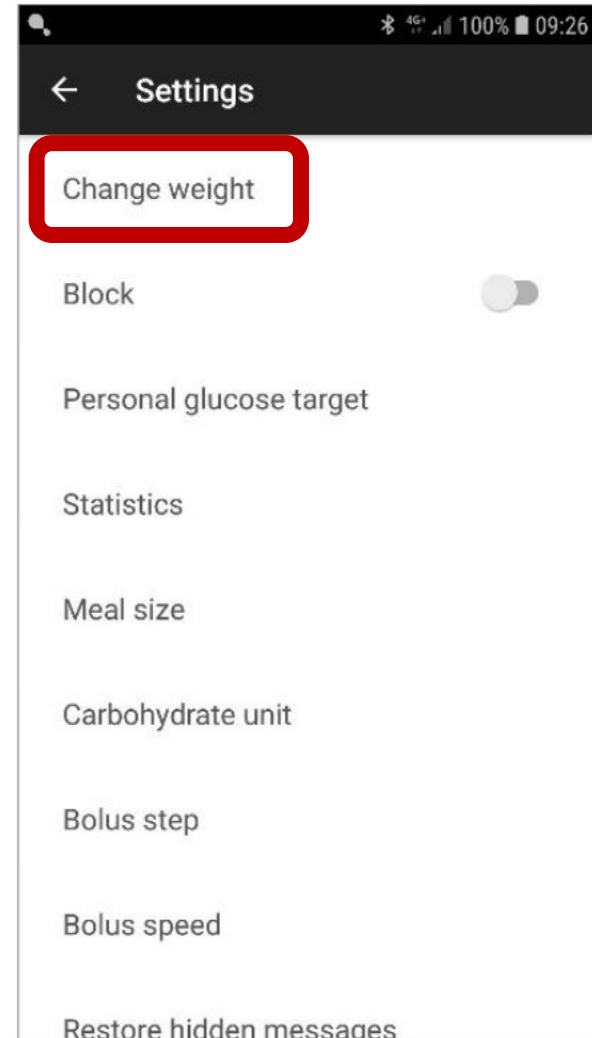 4G+ 100% 09:26
Settings
Change weight
Block
Personal glucose target
Statistics
Meal size
Carbohydrate unit
Bolus step
Bolus speed
Restore hidden messages